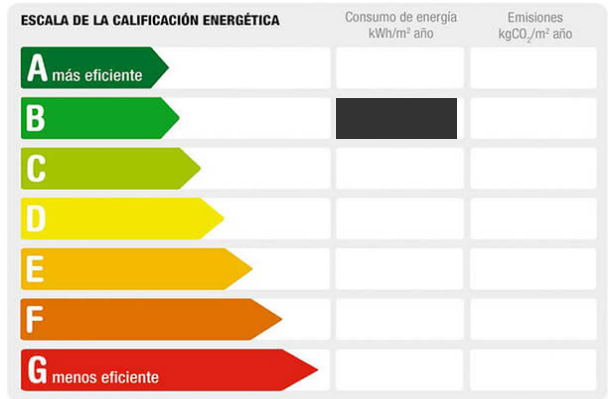 ESCALA DE LA CALIFICACIÓN ENERGÉTICA
Consumo de energía
kWh/m² año
Emisiones
kgCO₂/m² año
A más eficiente
B
C
D
E
F
G menos eficiente